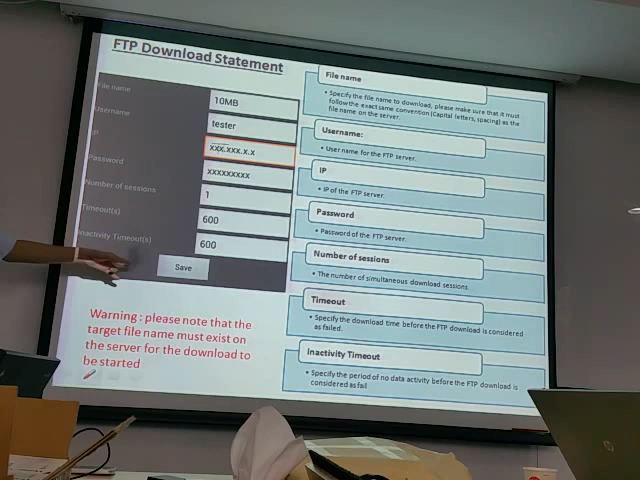 FTP Download Statement
File name
10MB
Username
tester
IP
xxx.xxx.x.x
Password
xxxxxxxxx
Number of sessions
1
Timeout(s)
600
Inactivity Timeout(s)
600
Save
Warning : please note that the
target file name must exist on
the server for the download to
be started
File name
• Specify the file name to download, please make sure that it must
follow the exact same convention (Capital letters, spacing) as the
file name on the server.
Username:
• User name for the FTP server.
IP
• IP of the FTP server.
Password
• Password of the FTP server.
Number of sessions
• The number of simultaneous download sessions.
Timeout
• Specify the download time before the FTP download is considered
as failed.
Inactivity Timeout
• Specify the period of no data activity before the FTP download is
considered as fail
hp